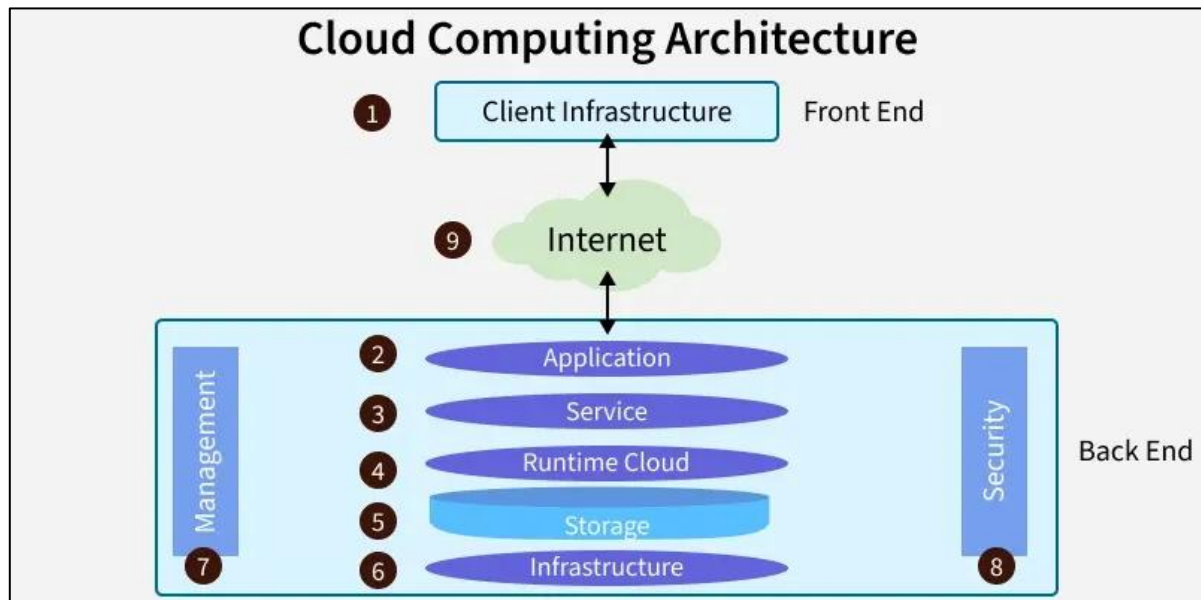 Cloud Computing Architecture
1
Client Infrastructure
Front End
9
Internet
2
Application
3
Service
4
Runtime Cloud
5
Storage
6
Infrastructure
Management
7
Security
8
Back End